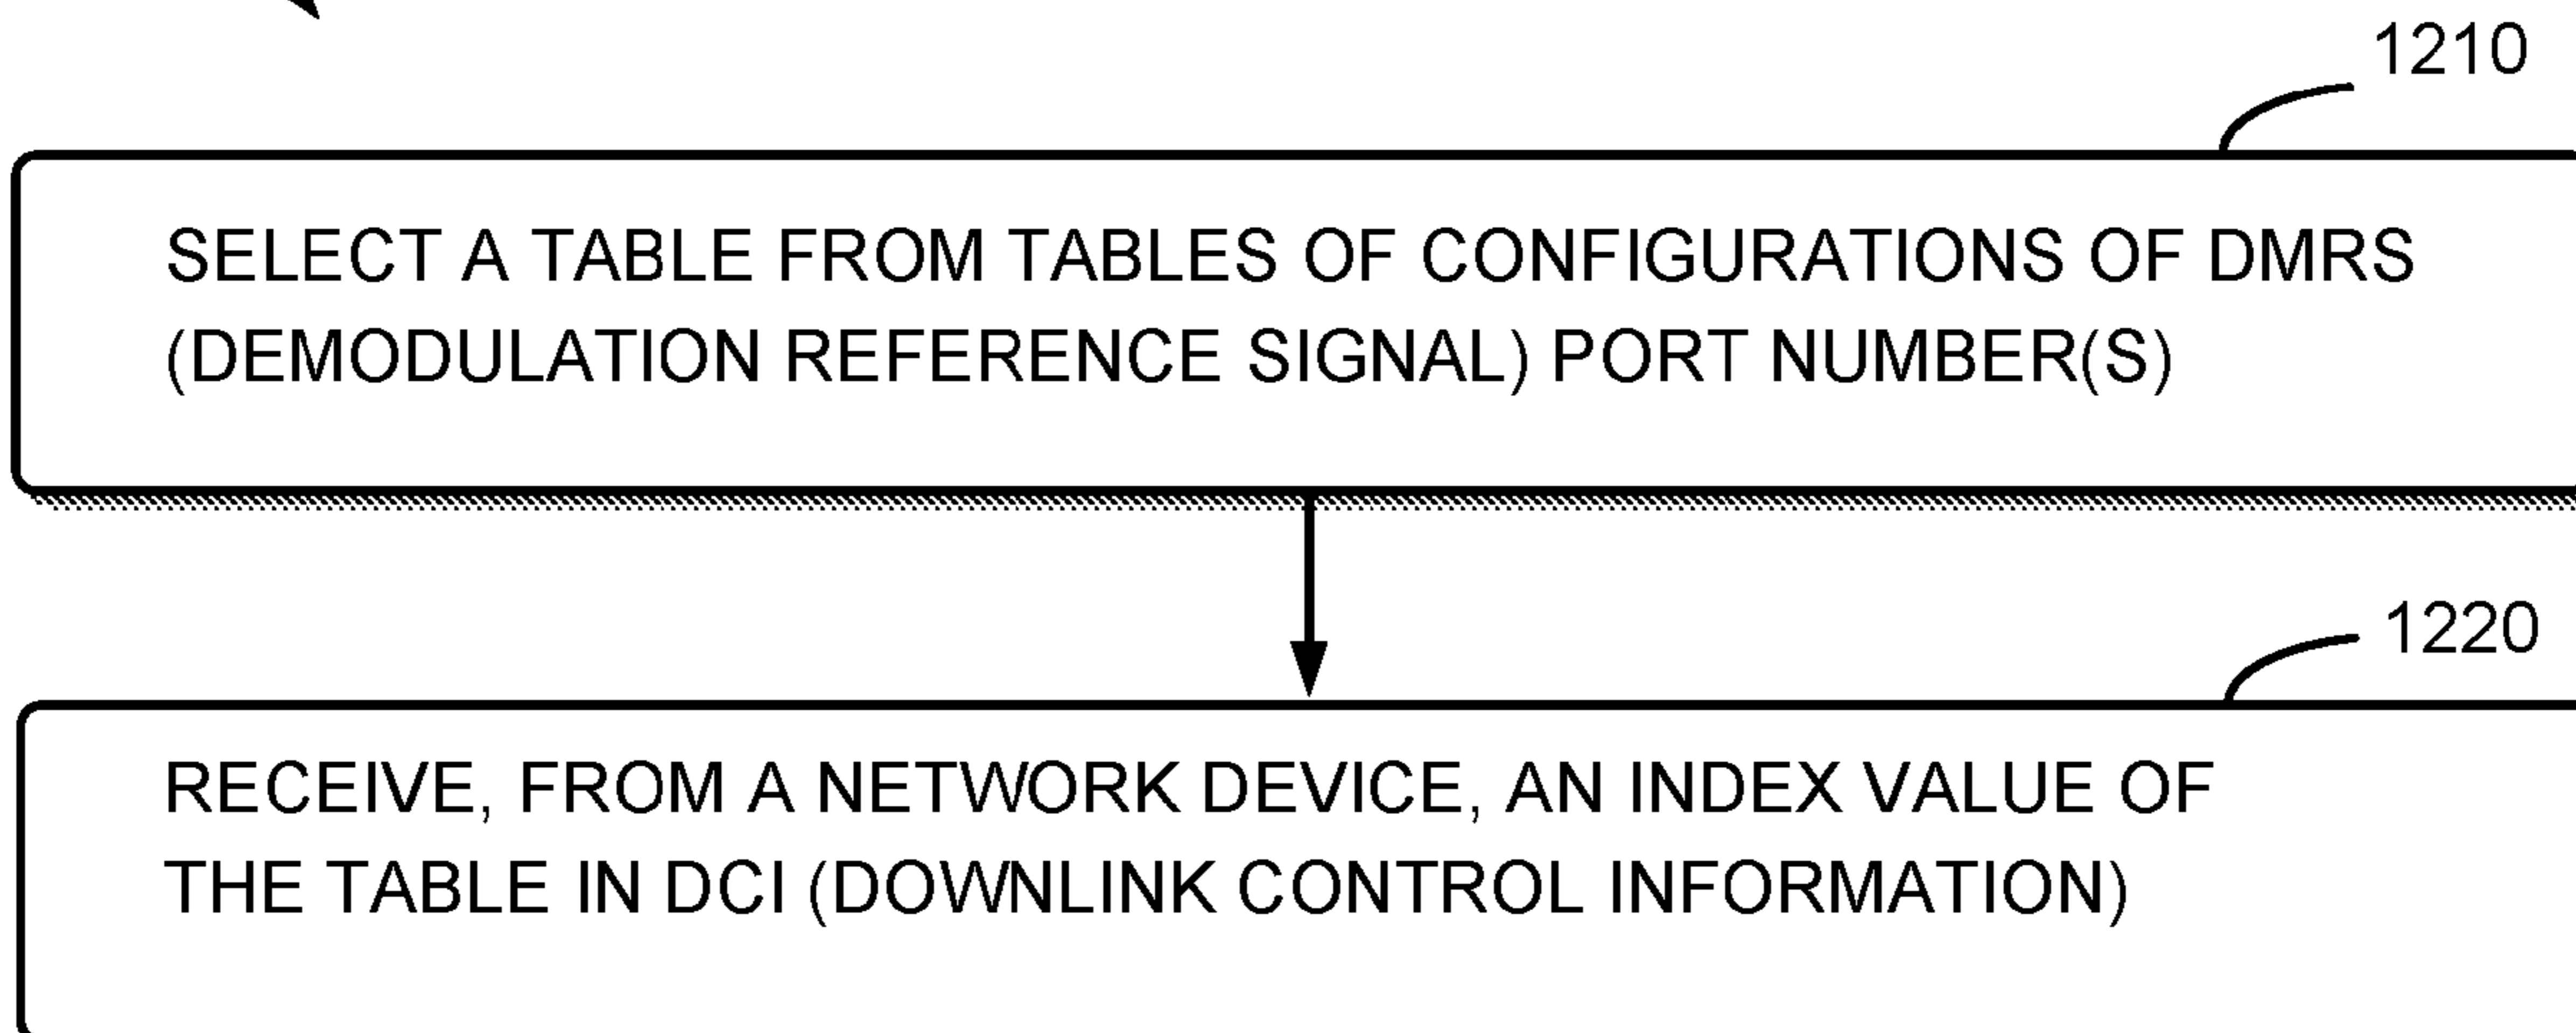 1210
SELECT A TABLE FROM TABLES OF CONFIGURATIONS OF DMRS
(DEMODULATION REFERENCE SIGNAL) PORT NUMBER(S)
1220
RECEIVE, FROM A NETWORK DEVICE, AN INDEX VALUE OF
THE TABLE IN DCI (DOWNLINK CONTROL INFORMATION)